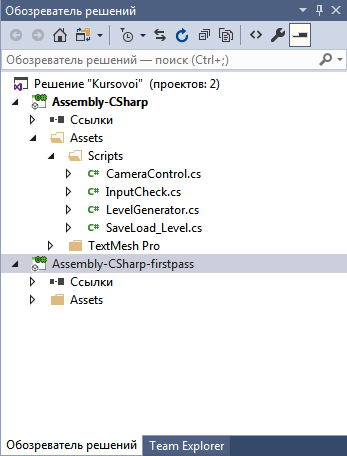 Обозреватель решений
Обозреватель решений — поиск (Ctrl+;)
Решение "Kursovoi" (проектов: 2)
Assembly-CSharp
Ссылки
Assets
Scripts
C# CameraControl.cs
C# InputCheck.cs
C# LevelGenerator.cs
C# SaveLoad_Level.cs
TextMesh Pro
Assembly-CSharp-firstpass
Ссылки
Assets
Обозреватель решений Team Explorer